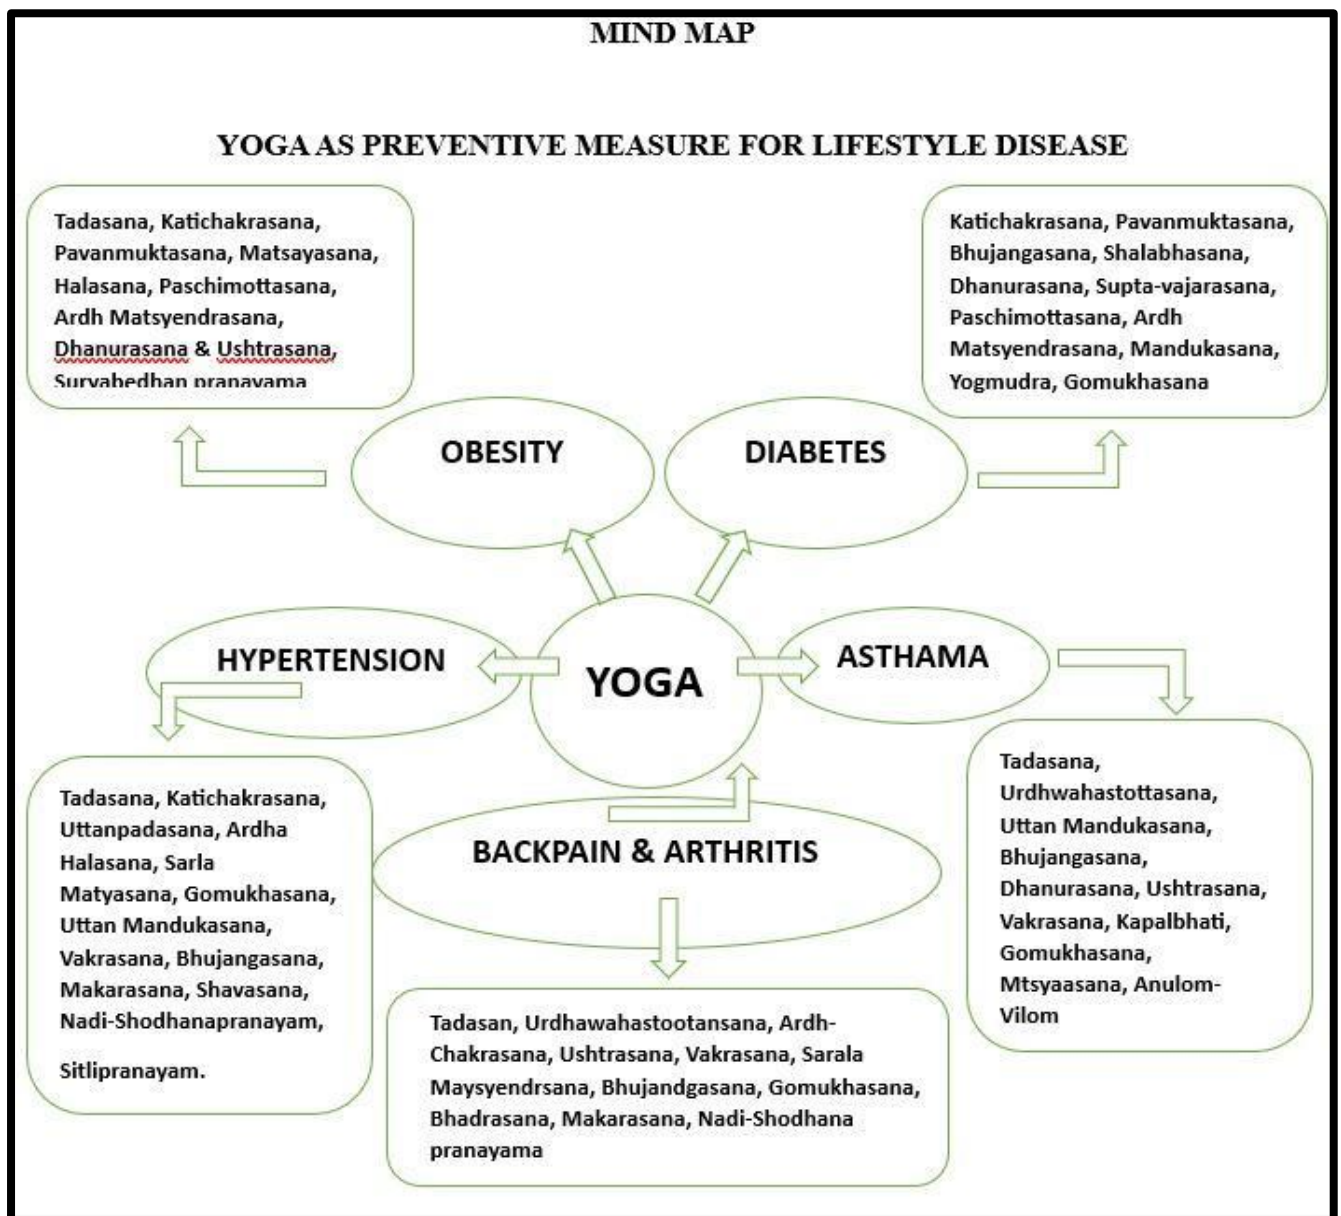 MIND MAP
YOGA AS PREVENTIVE MEASURE FOR LIFESTYLE DISEASE
Tadasana, Katichakrasana,
Pavanmuktasana, Matsayasana,
Halasana, Paschimottasana,
Ardh Matsyendrasana,
Dhanurasana & Ushtrasana,
Suryabedhan pranayama
Katichakrasana, Pavanmuktasana,
Bhujangasana, Shalabhasana,
Dhanurasana, Supta-vajarasana,
Paschimottasana, Ardh
Matsyendrasana, Mandukasana,
Yogmudra, Gomukhasana
OBESITY
DIABETES
HYPERTENSION
YOGA
ASTHAMA
Tadasana, Katichakrasana,
Uttanpadasana, Ardha
Halasana, Sarla
Matyasana, Gomukhasana,
Uttan Mandukasana,
Vakrasana, Bhujangasana,
Makarasana, Shavasana,
Nadi-Shodhanapranayam,
Sitlipranayam.
BACKPAIN & ARTHRITIS
Tadasana,
Urdhwahastottasana,
Uttan Mandukasana,
Bhujangasana,
Dhanurasana, Ushtrasana,
Vakrasana, Kapalbhati,
Gomukhasana,
Mtsyaasana, Anulom-
Vilom
Tadasan, Urdhawahastootansana, Ardh-
Chakrasana, Ushtrasana, Vakrasana, Sarala
Maysyendrsana, Bhujandgasana, Gomukhasana,
Bhadrasana, Makarasana, Nadi-Shodhana
pranayama